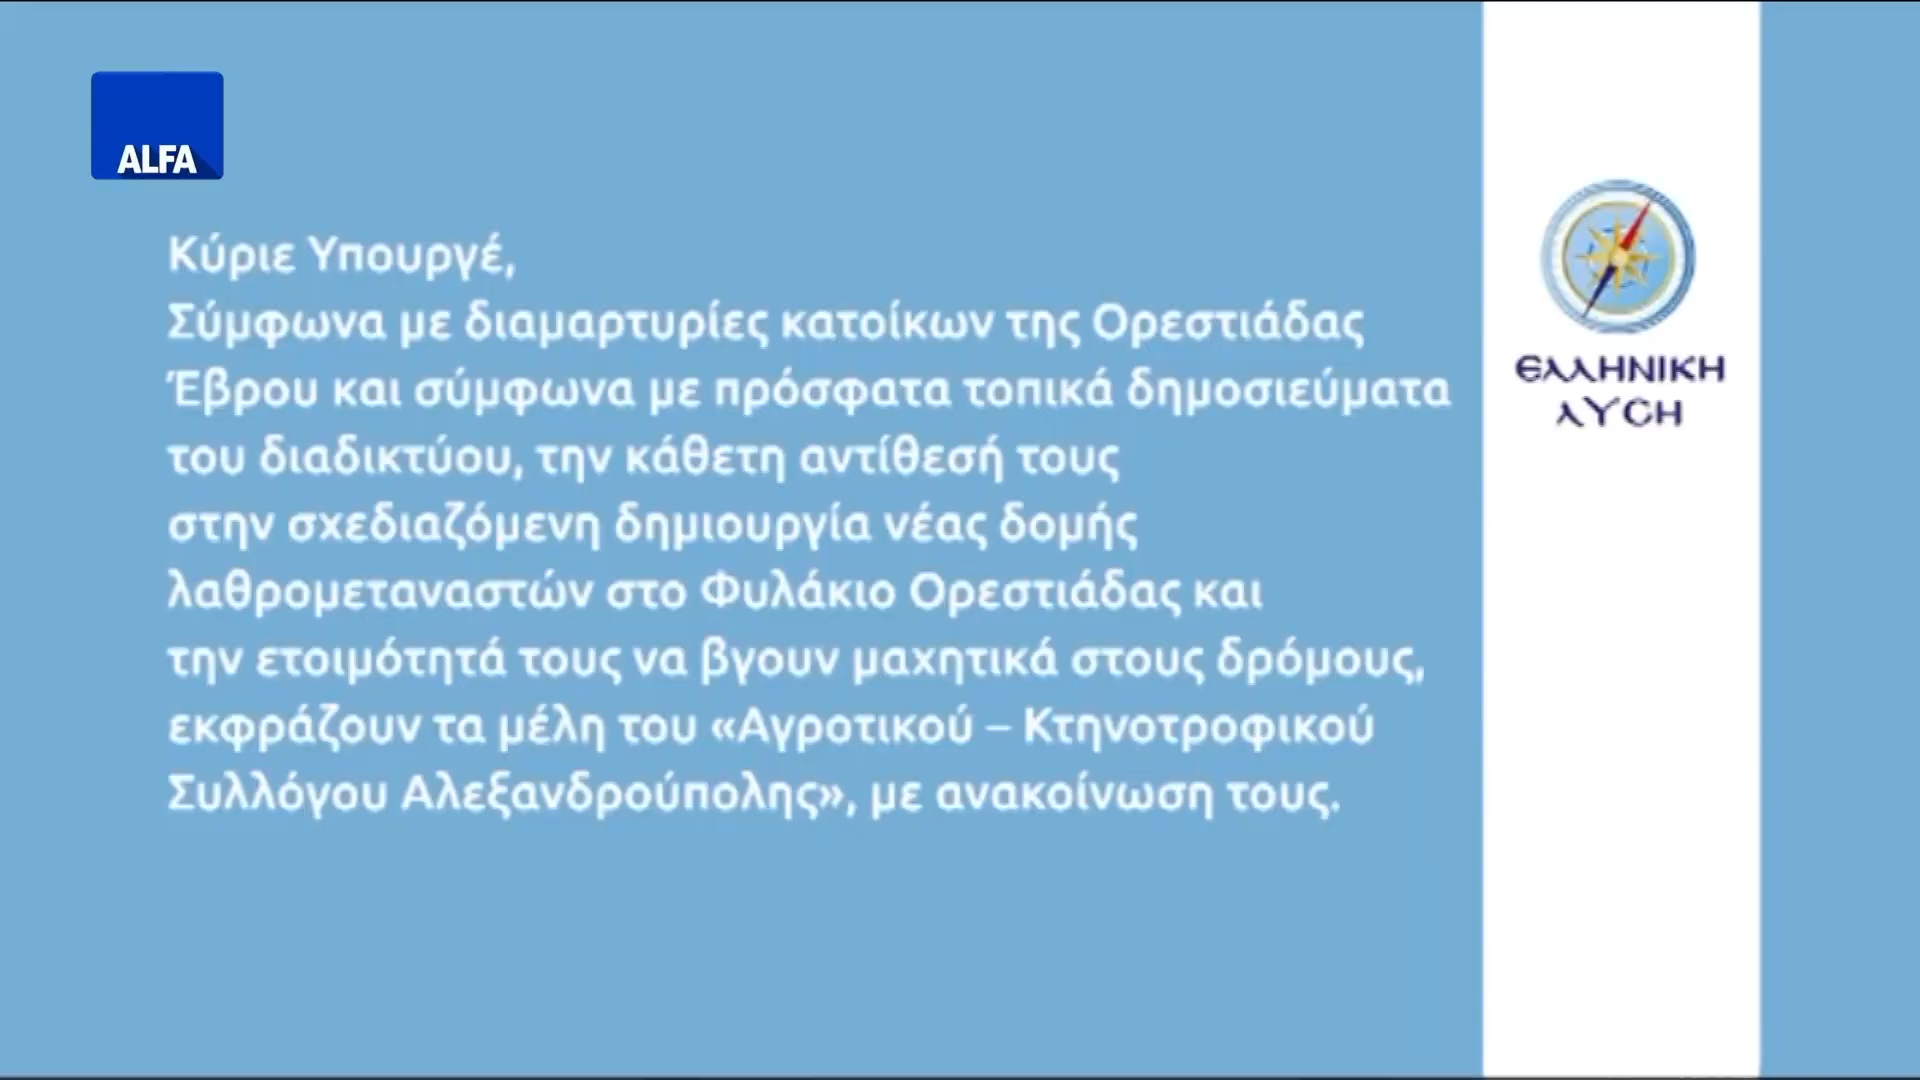 ALFA
Κύριε Υπουργέ,
Σύμφωνα με διαμαρτυρίες κατοίκων της Ορεστιάδας
Έβρου και σύμφωνα με πρόσφατα τοπικά δημοσιεύματα
του διαδικτύου, την κάθετη αντίθεσή τους
στην σχεδιαζόμενη δημιουργία νέας δομής
λαθρομεταναστών στο Φυλάκιο Ορεστιάδας και
την ετοιμότητά τους να βγουν μαχητικά στους δρόμους,
εκφράζουν τα μέλη του «Αγροτικού – Κτηνοτροφικού
Συλλόγου Αλεξανδρούπολης», με ανακοίνωση τους.
ΕΛΛΗΝΙΚΗ
ΛΥΣΗ